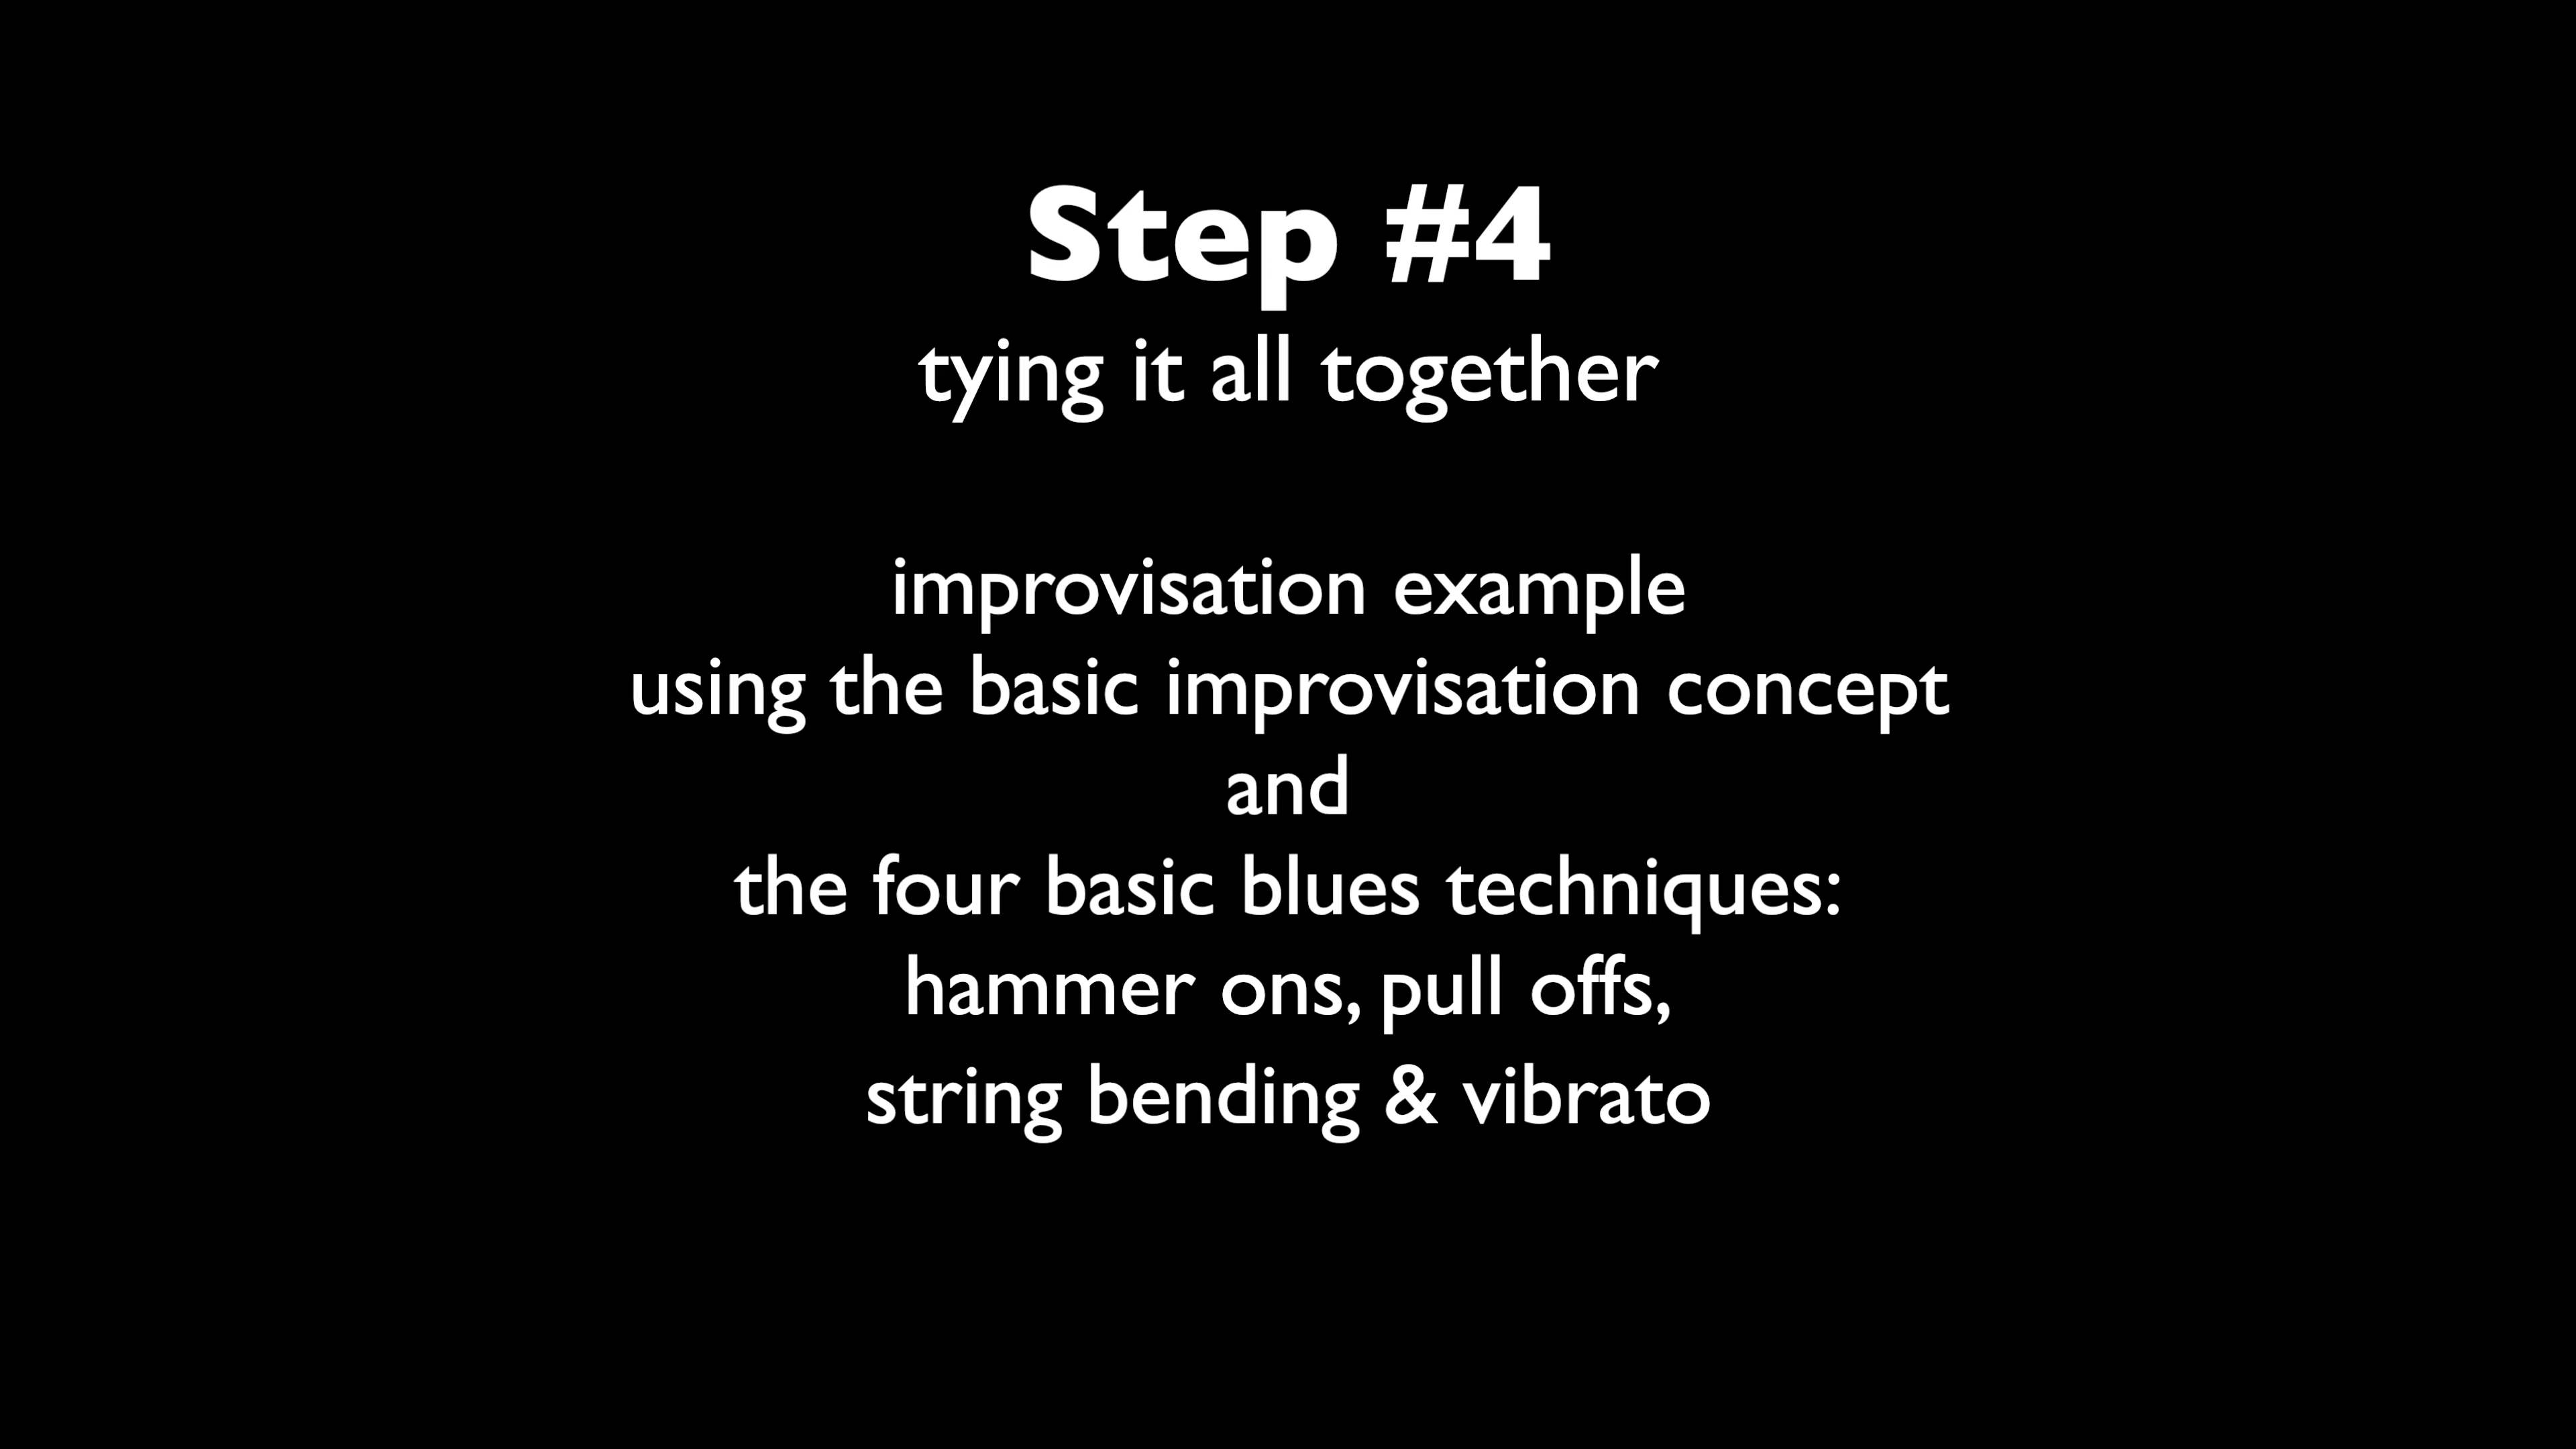 Step #4
tying it all together
improvisation example
using the basic improvisation concept
and
the four basic blues techniques:
hammer ons, pull offs,
string bending & vibrato